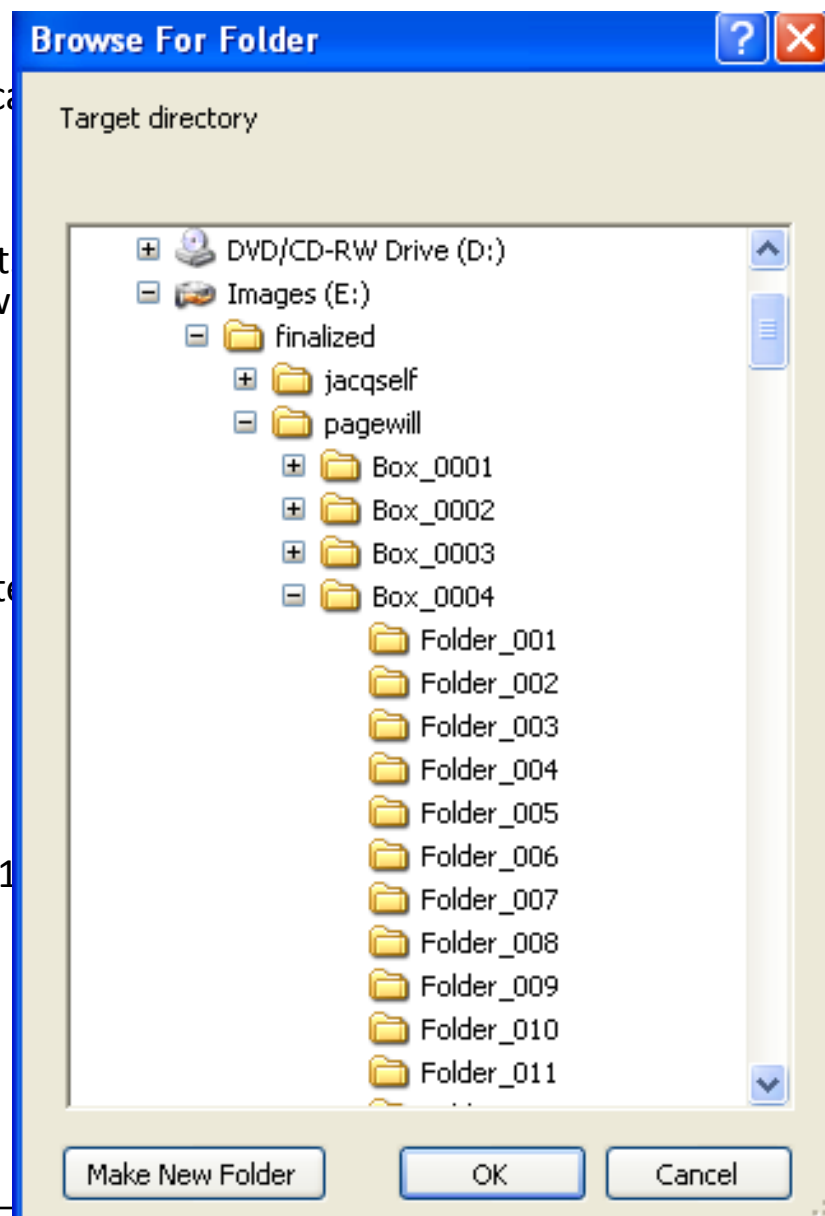 Browse For Folder
Target directory
DVD/CD-RW Drive (D:)
Images (E:)
finalized
jacqself
pagewill
Box_0001
Box_0002
Box_0003
Box_0004
Folder_001
Folder_002
Folder_003
Folder_004
Folder_005
Folder_006
Folder_007
Folder_008
Folder_009
Folder_010
Folder_011
Make New Folder OK Cancel